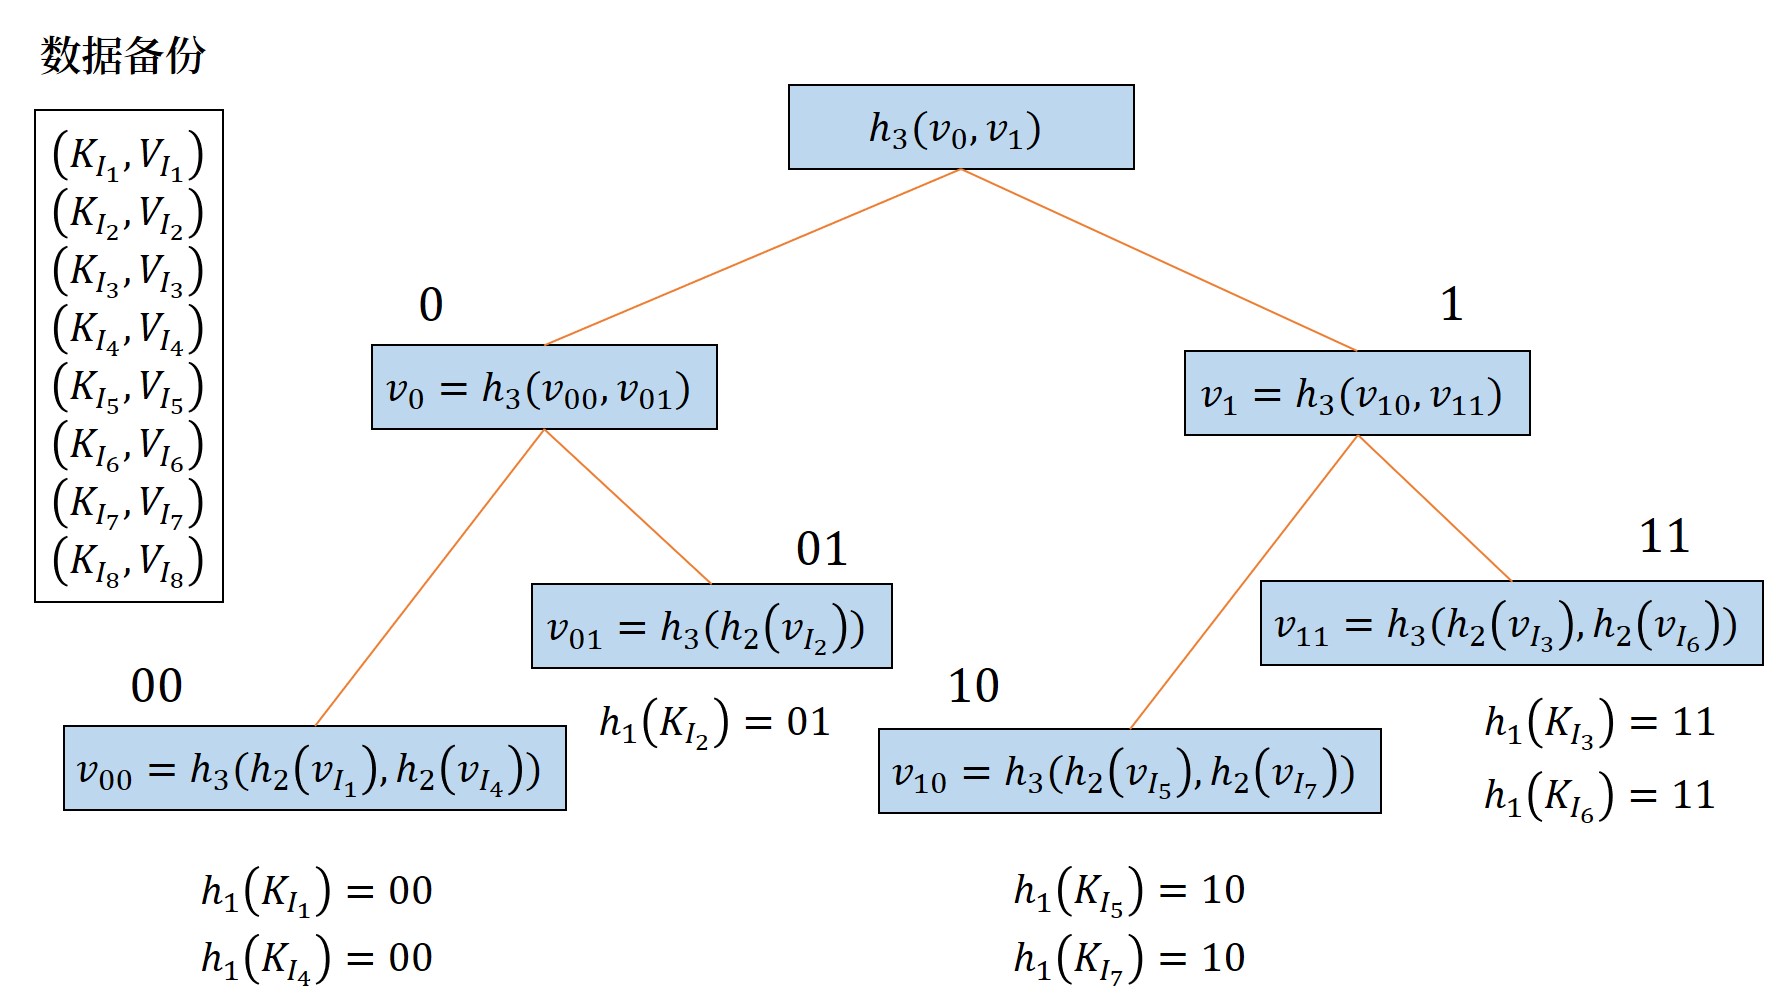 数据备份
(K_{I_1}, V_{I_1})
(K_{I_2}, V_{I_2})
(K_{I_3}, V_{I_3})
(K_{I_4}, V_{I_4})
(K_{I_5}, V_{I_5})
(K_{I_6}, V_{I_6})
(K_{I_7}, V_{I_7})
(K_{I_8}, V_{I_8})
h_3(v_0, v_1)
0
v_0 = h_3(v_{00}, v_{01})
1
v_1 = h_3(v_{10}, v_{11})
00
v_{00} = h_3(h_2(v_{I_1}), h_2(v_{I_4}))
h_1(K_{I_1}) = 00
h_1(K_{I_4}) = 00
01
v_{01} = h_3(h_2(v_{I_2}))
h_1(K_{I_2}) = 01
10
v_{10} = h_3(h_2(v_{I_5}), h_2(v_{I_7}))
h_1(K_{I_5}) = 10
h_1(K_{I_7}) = 10
11
v_{11} = h_3(h_2(v_{I_3}), h_2(v_{I_6}))
h_1(K_{I_3}) = 11
h_1(K_{I_6}) = 11